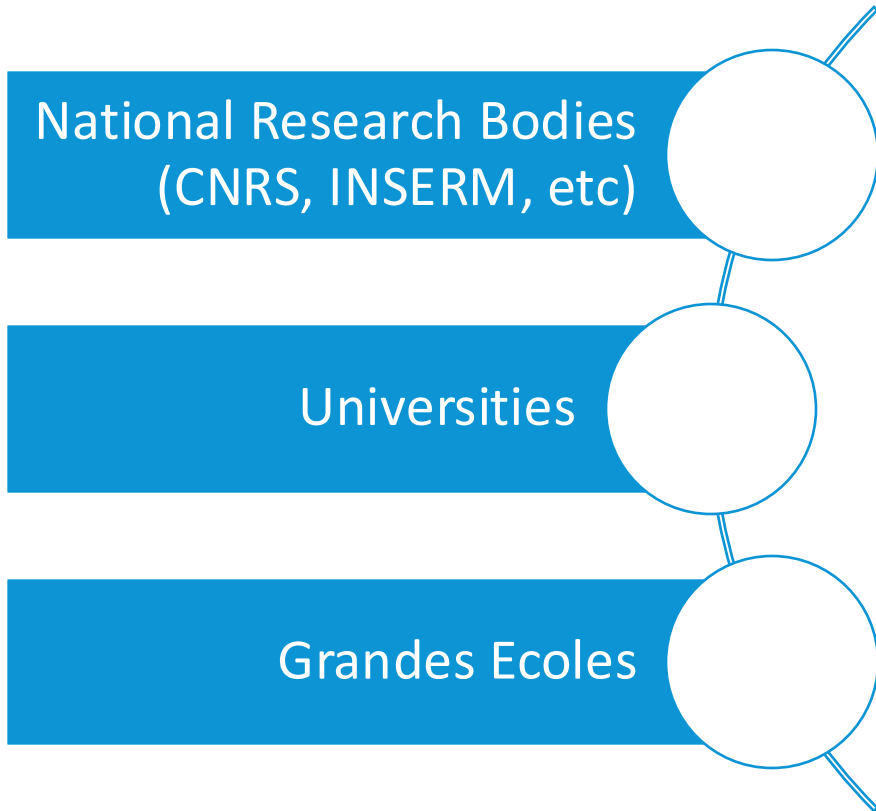 National Research Bodies
(CNRS, INSERM, etc)
Universities
Grandes Ecoles